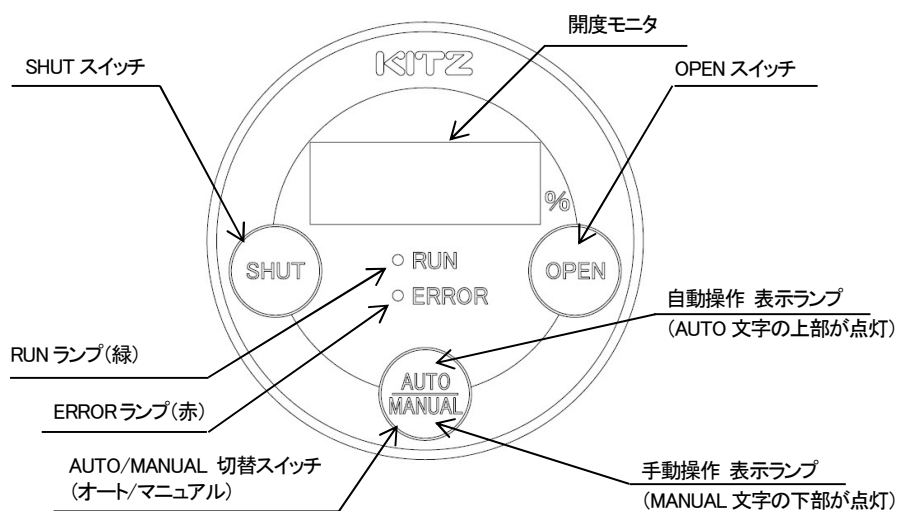 開度モニタ
SHUT スイッチ
KITZ
OPEN スイッチ
%
SHUT
RUN
OPEN
ERROR
自動操作 表示ランプ
(AUTO 文字の上部が点灯)
RUN ランプ(緑)
AUTO
MANUAL
ERROR ランプ(赤)
AUTO/MANUAL 切替スイッチ
(オート/マニュアル)
手動操作 表示ランプ
(MANUAL 文字の下部が点灯)